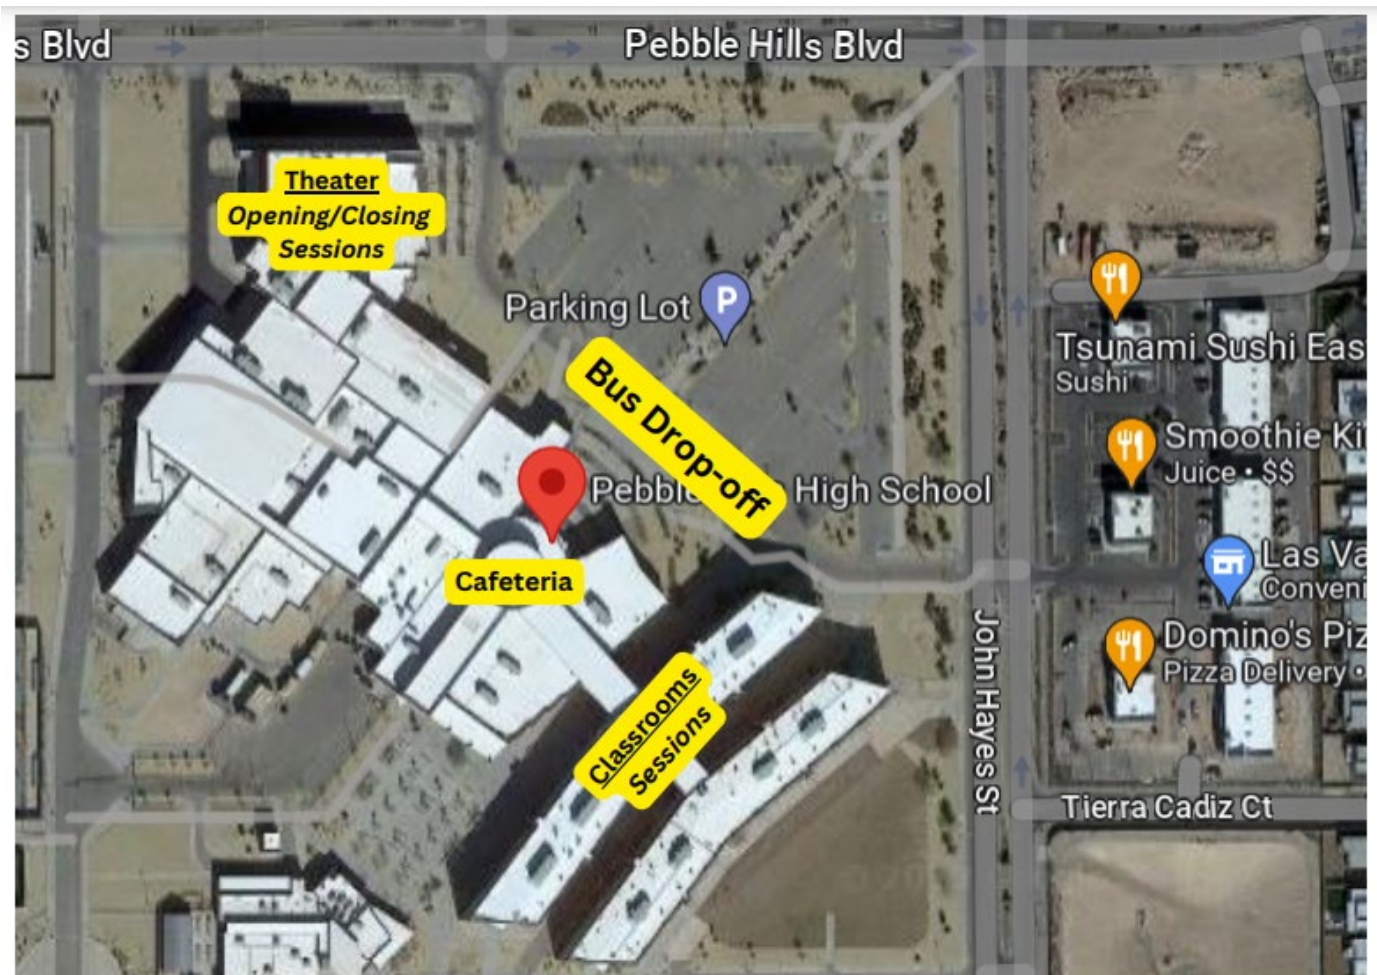 s Blvd
Pebble Hills Blvd
Theater
Opening/Closing
Sessions
Parking Lot
P
Bus Drop-off
Tsunami Sushi Eas
Sushi
Smoothie Ki
Juice • $$
Pebble High School
Las Va
Conveni
Cafeteria
Domino's Piz
Pizza Delivery •
Classrooms
Sessions
John Hayes St
Tierra Cadiz Ct